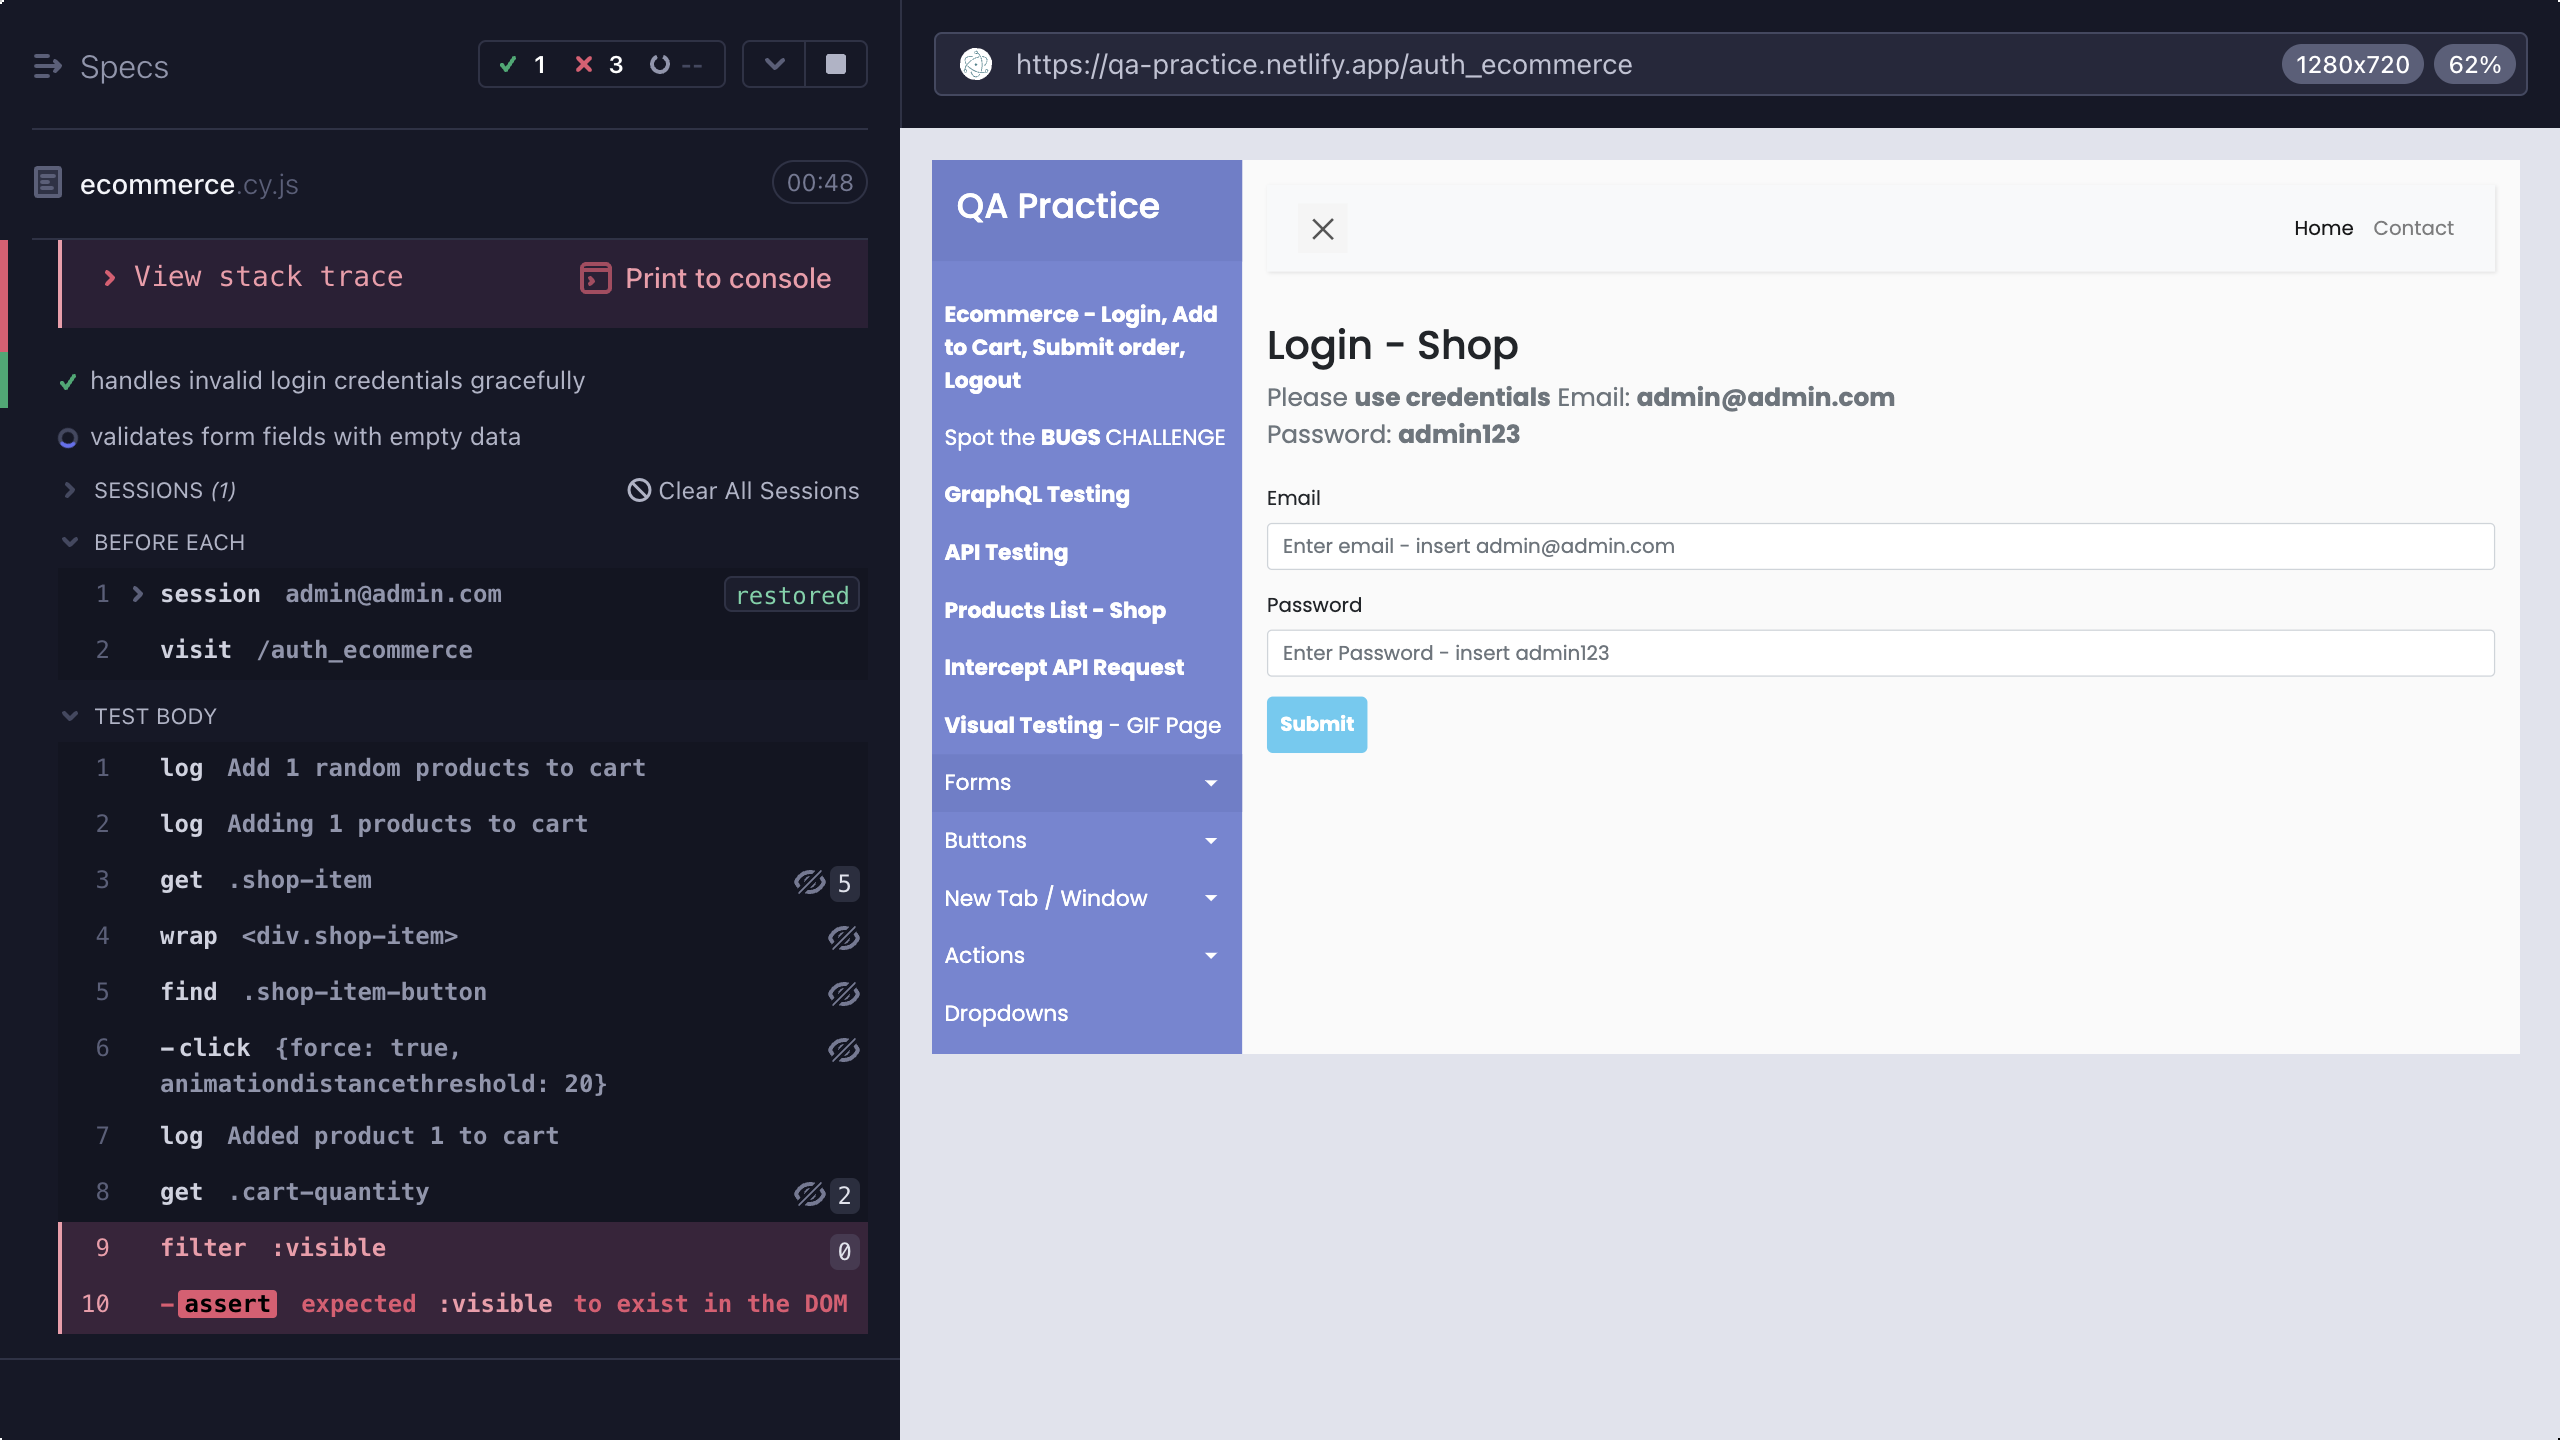 Specs
1
3
--
ecommerce.cy.js
00:48
View stack trace
Print to console
handles invalid login credentials gracefully
validates form fields with empty data
SESSIONS (1)
Clear All Sessions
BEFORE EACH
1 session admin@admin.com restored
2 visit /auth_ecommerce
TEST BODY
1 log Add 1 random products to cart
2 log Adding 1 products to cart
3 get .shop-item 5
4 wrap <div.shop-item>
5 find .shop-item-button
6 -click {force: true,
animationdistancethreshold: 20}
7 log Added product 1 to cart
8 get .cart-quantity 2
9 filter :visible 0
10 -assert expected :visible to exist in the DOM
https://qa-practice.netlify.app/auth_ecommerce
1280x720
62%
QA Practice
Ecommerce - Login, Add
to Cart, Submit order,
Logout
Spot the BUGS CHALLENGE
GraphQL Testing
API Testing
Products List - Shop
Intercept API Request
Visual Testing - GIF Page
Forms
Buttons
New Tab / Window
Actions
Dropdowns
Home
Contact
Login - Shop
Please use credentials Email: admin@admin.com
Password: admin123
Email
Enter email - insert admin@admin.com
Password
Enter Password - insert admin123
Submit